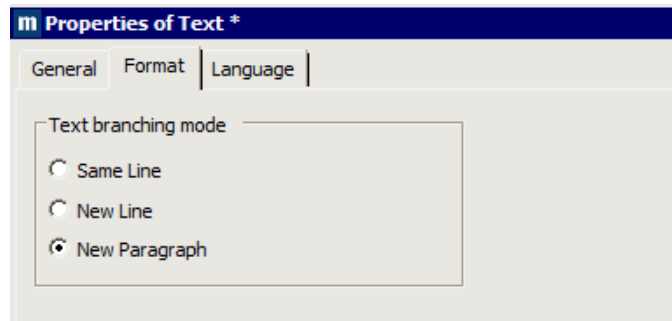 m Properties of Text *
General Format Language
Text branching mode
Same Line
New Line
New Paragraph